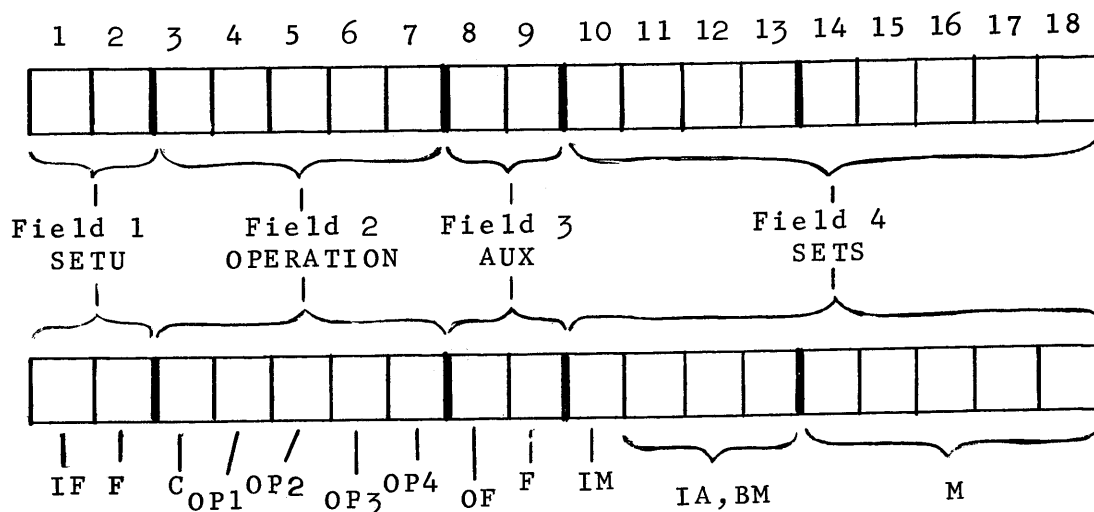 1 2 3 4 5 6 7 8 9 10 11 12 13 14 15 16 17 18
Field 1 Field 2 Field 3 Field 4
SETU OPERATION AUX SETS
IF F C OP1 OP2 OP3 OP4 OF F IM IA,BM M